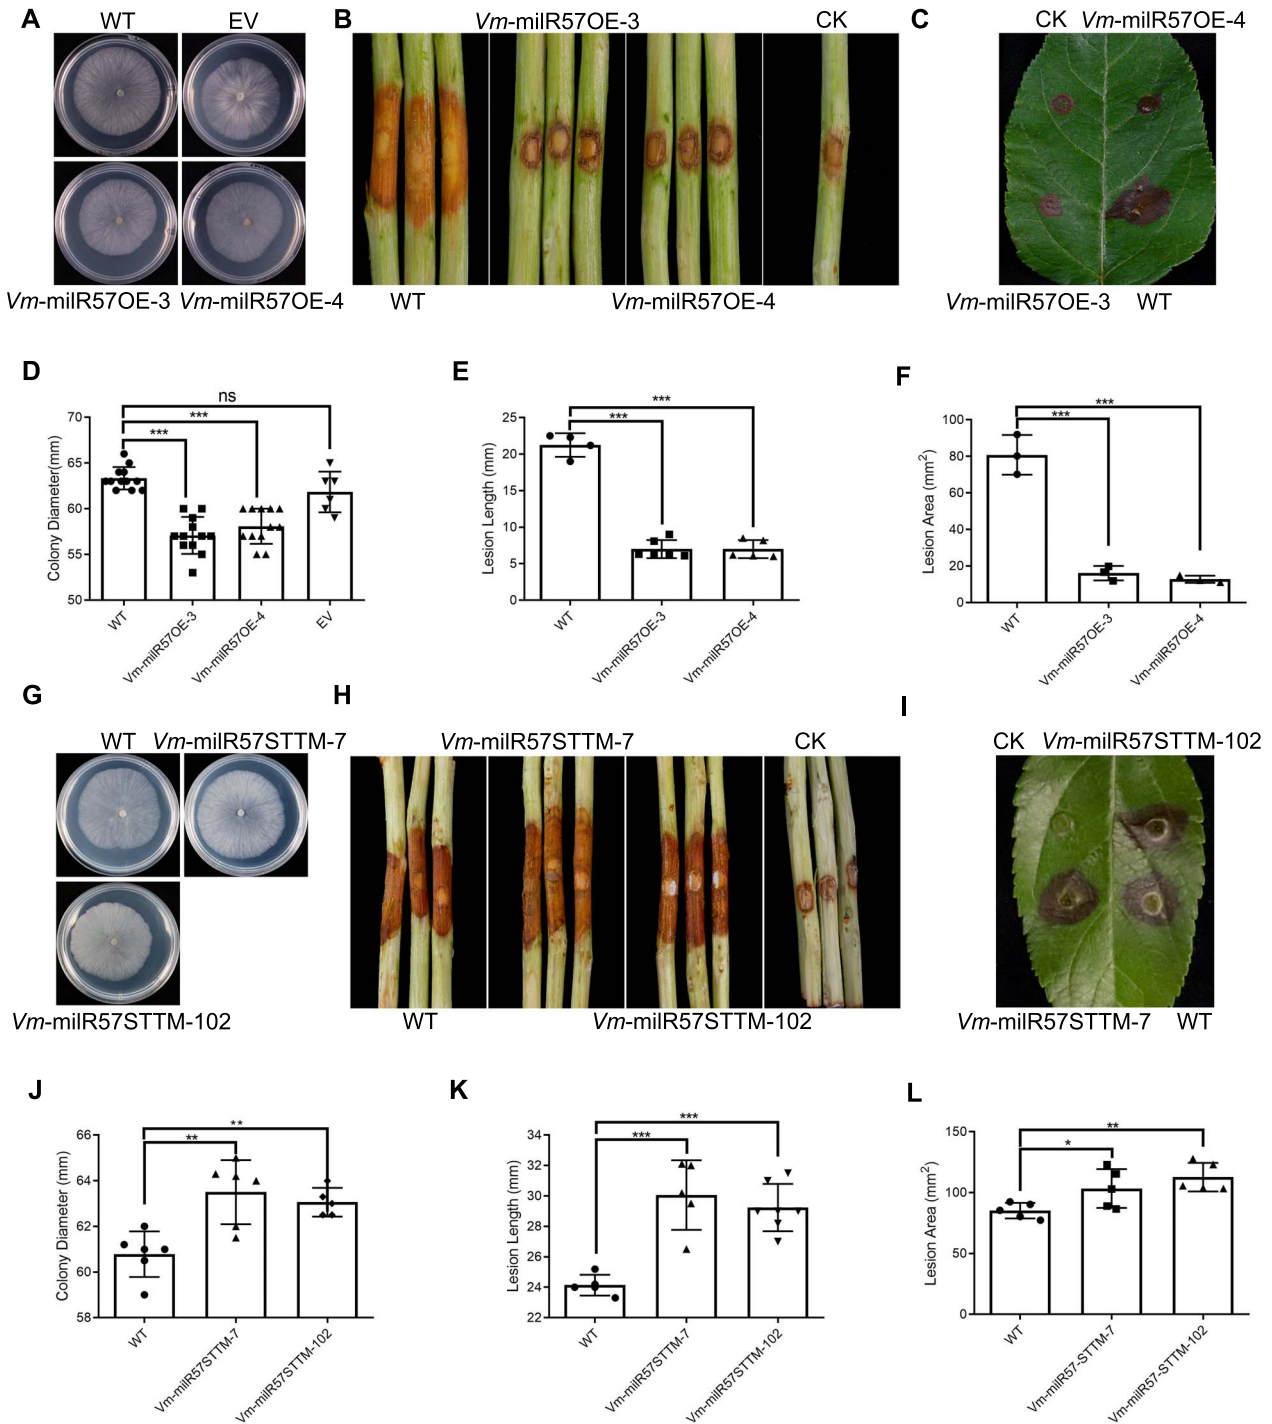 A
WT
EV
Vm-milR57OE-3
Vm-milR57OE-4
B
Vm-milR57OE-3
CK
WT
Vm-milR57OE-4
C
CK
Vm-milR57OE-4
Vm-milR57OE-3
WT
D
Colony Diameter(mm)
70
65
60
55
50
ns
***
***
WT
Vm-milR57OE-3
Vm-milR57OE-4
EV
E
Lesion Length (mm)
25
20
15
10
5
0
***
***
WT
Vm-milR57OE-3
Vm-milR57OE-4
F
Lesion Area (mm2)
100
80
60
40
20
0
***
***
WT
Vm-milR57OE-3
Vm-milR57OE-4
G
WT
Vm-milR57STTM-7
Vm-milR57STTM-102
H
Vm-milR57STTM-7
CK
WT
Vm-milR57STTM-102
I
CK
Vm-milR57STTM-102
Vm-milR57STTM-7
WT
J
Colony Diameter (mm)
66
64
62
60
58
**
**
WT
Vm-milR57STTM-7
Vm-milR57STTM-102
K
Lesion Length (mm)
34
32
30
28
26
24
22
***
***
WT
Vm-milR57STTM-7
Vm-milR57STTM-102
L
Lesion Area (mm2)
150
100
50
0
**
*
WT
Vm-milR57-STTM-7
Vm-milR57-STTM-102